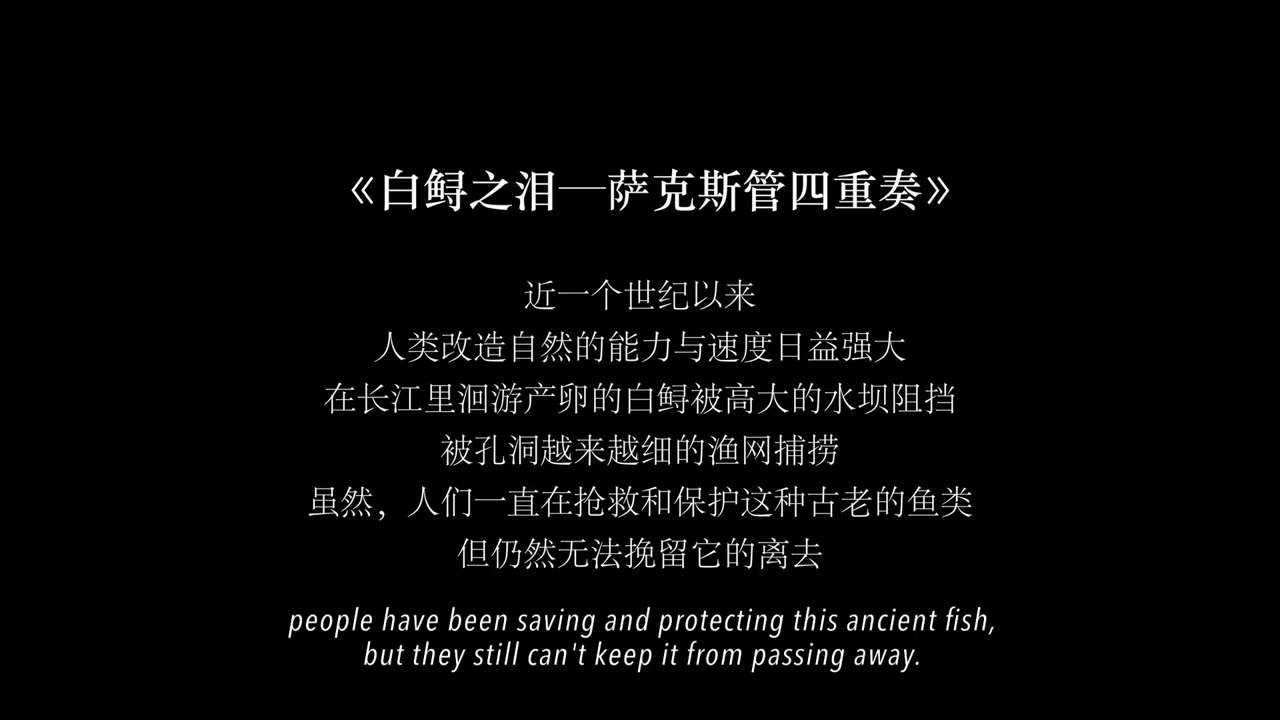 《白鲟之泪—萨克斯管四重奏》
近一个世纪以来
人类改造自然的能力与速度日益强大
在长江里洄游产卵的白鲟被高大的水坝阻挡
被孔洞越来越细的渔网捕捞
虽然，人们一直在抢救和保护这种古老的鱼类
但仍然无法挽留它的离去
people have been saving and protecting this ancient fish,
but they still can't keep it from passing away.